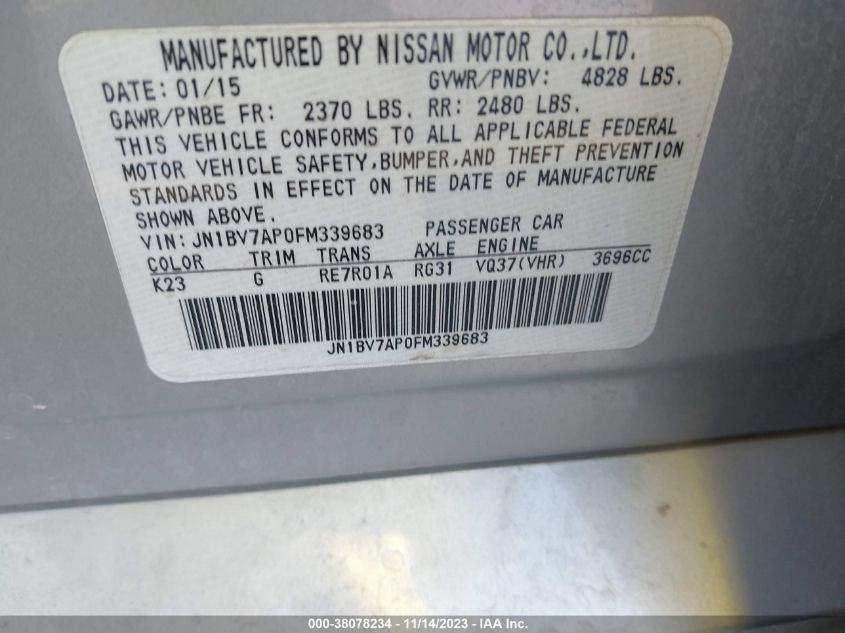 MANUFACTURED BY NISSAN MOTOR CO.,LTD.
DATE: 01/15 GVWR/PNBV: 4828 LBS.
GAWR/PNBE FR: 2370 LBS. RR: 2480 LBS.
THIS VEHICLE CONFORMS TO ALL APPLICABLE FEDERAL
MOTOR VEHICLE SAFETY,BUMPER,AND THEFT PREVENTION
STANDARDS IN EFFECT ON THE DATE OF MANUFACTURE
SHOWN ABOVE.
VIN: JN1BV7AP0FM339683 PASSENGER CAR
COLOR TRIM TRANS AXLE ENGINE
K23 G RE7R01A RG31 VQ37(VHR) 3696CC
JN1BV7AP0FM339683
000-38078234 - 11/14/2023 - IAA Inc.